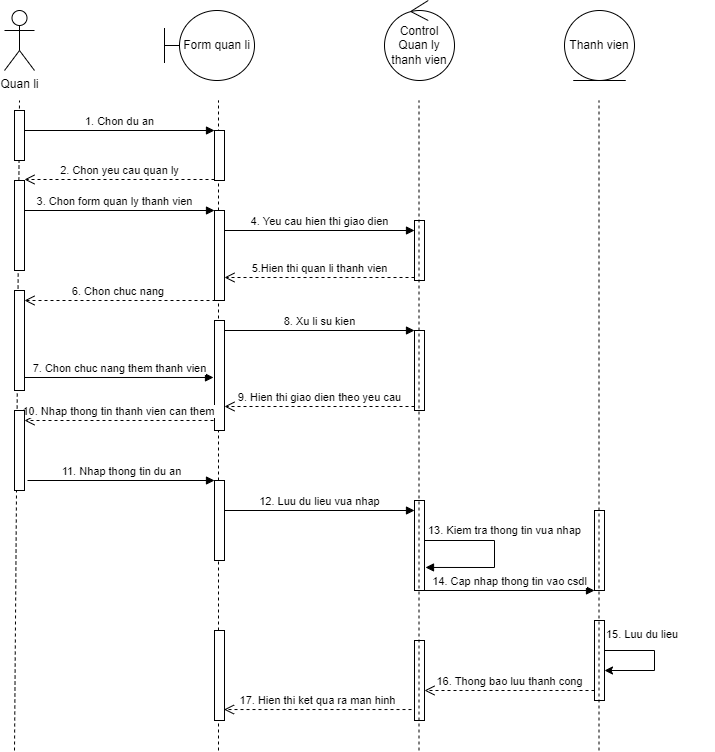 Quan lí
Form quan li
Control
Quan ly
thanh vien
Thanh vien
1. Chon du an
2. Chon yeu cau quan ly
3. Chon form quan ly thanh vien
4. Yeu cau hien thi giao dien
5.Hien thi quan li thanh vien
6. Chon chuc nang
8. Xu li su kien
7. Chon chuc nang them thanh vien
9. Hien thi giao dien theo yeu cau
10. Nhap thong tin thanh vien can them
11. Nhap thong tin du an
12. Luu du lieu vua nhap
13. Kiem tra thong tin vua nhap
14. Cap nhap thong tin vao csdl
15. Luu du lieu
16. Thong bao luu thanh cong
17. Hien thi ket qua ra man hinh